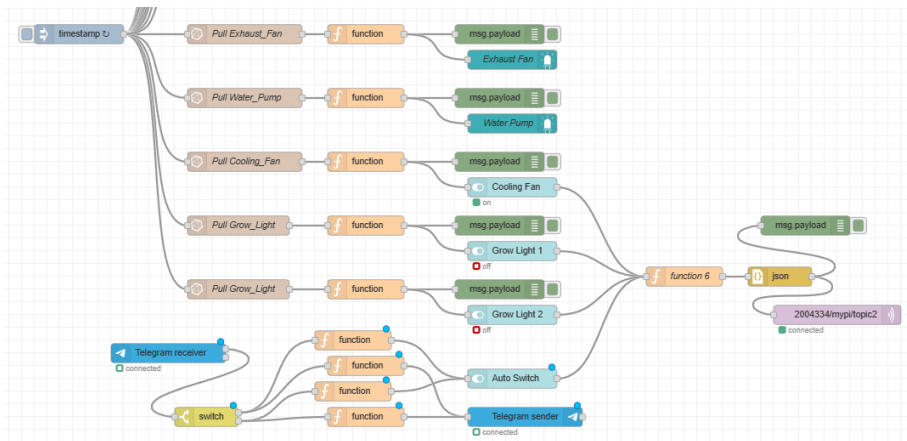 timestamp ↻
Pull Exhaust_Fan
function
msg.payload
Exhaust Fan
Pull Water_Pump
function
msg.payload
Water Pump
Pull Cooling_Fan
function
msg.payload
Cooling Fan
on
Pull Grow_Light
function
msg.payload
Grow Light 1
off
msg.payload
function 6
json
Pull Grow_Light
function
msg.payload
Grow Light 2
off
2004334/mypi/topic2
connected
Telegram receiver
connected
function
function
function
Auto Switch
switch
function
Telegram sender
connected